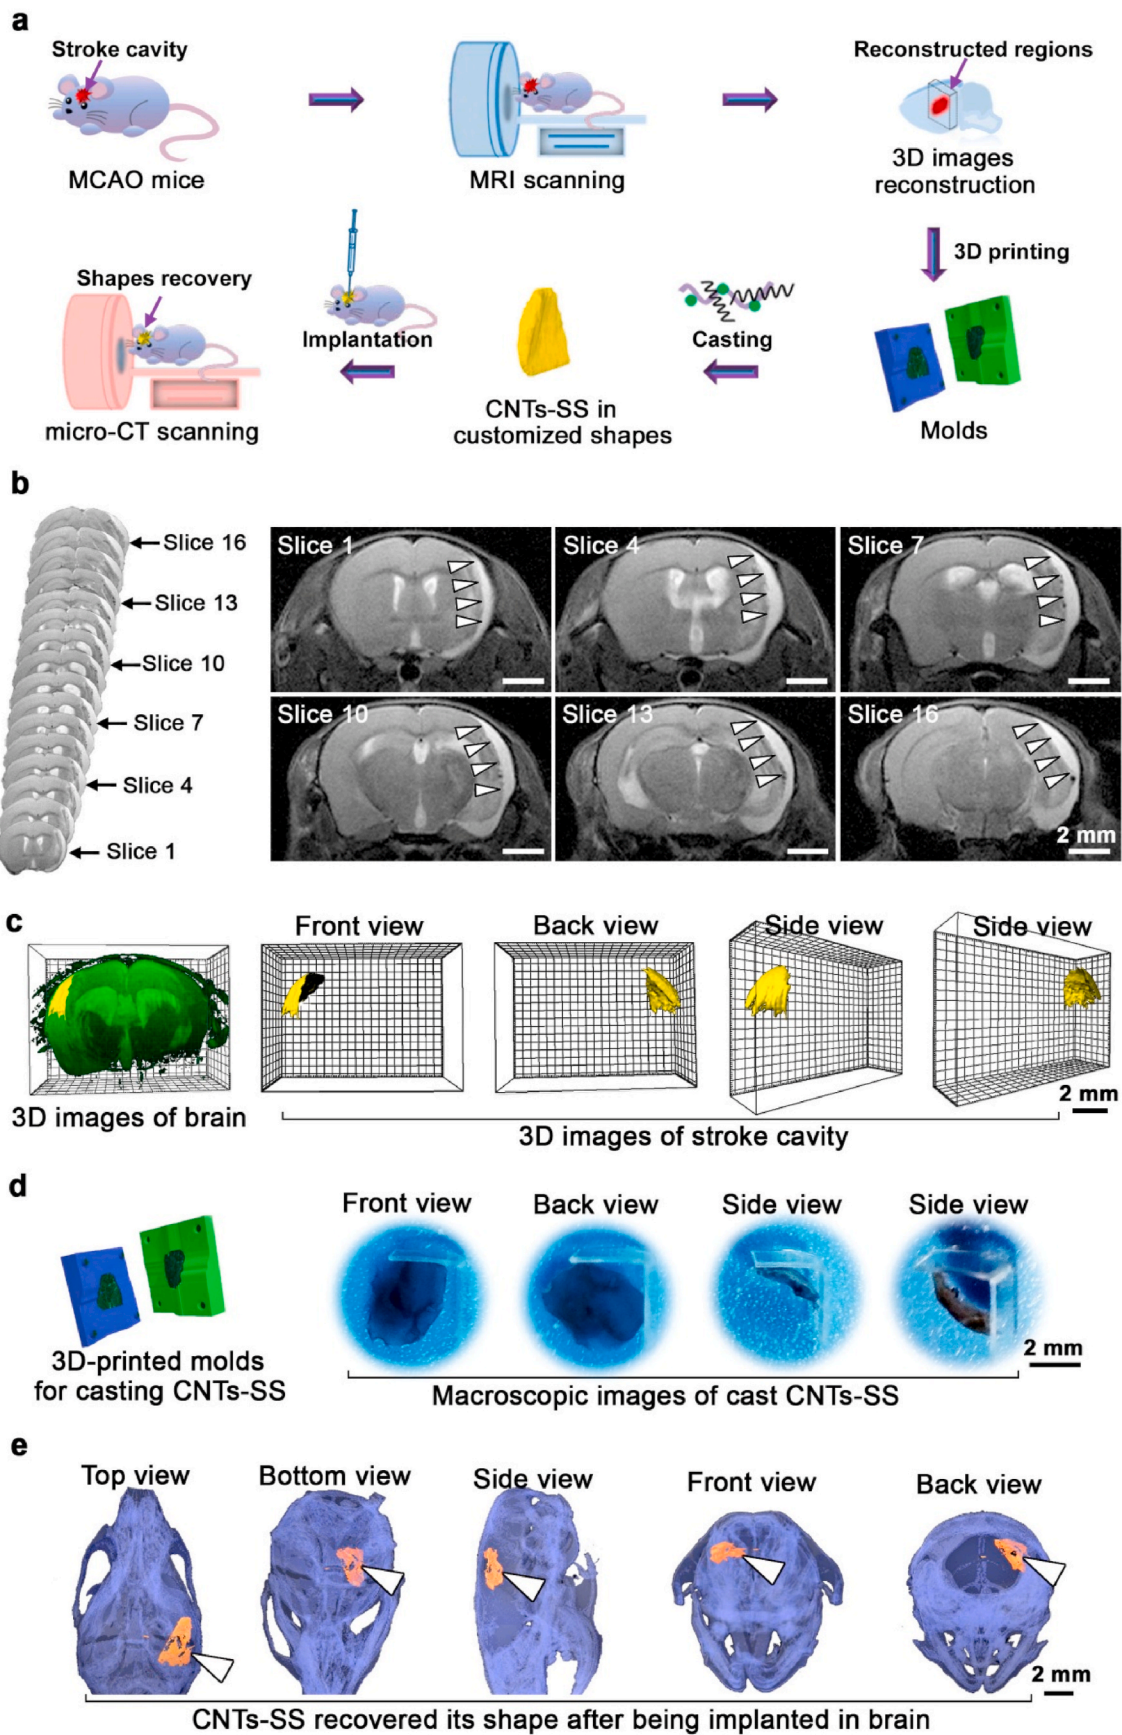 a
Stroke cavity
Reconstructed regions
MCAO mice
MRI scanning
3D images
reconstruction
3D printing
Shapes recovery
Implantation
Casting
micro-CT scanning
CNTs-SS in
customized shapes
Molds
b
Slice 16
Slice 13
Slice 10
Slice 7
Slice 4
Slice 1
Slice 1
Slice 4
Slice 7
Slice 10
Slice 13
Slice 16
2 mm
c
Front view
Back view
Side view
Side view
3D images of brain
2 mm
3D images of stroke cavity
d
Front view
Back view
Side view
Side view
3D-printed molds
for casting CNTs-SS
2 mm
Macroscopic images of cast CNTs-SS
e
Top view
Bottom view
Side view
Front view
Back view
2 mm
CNTs-SS recovered its shape after being implanted in brain